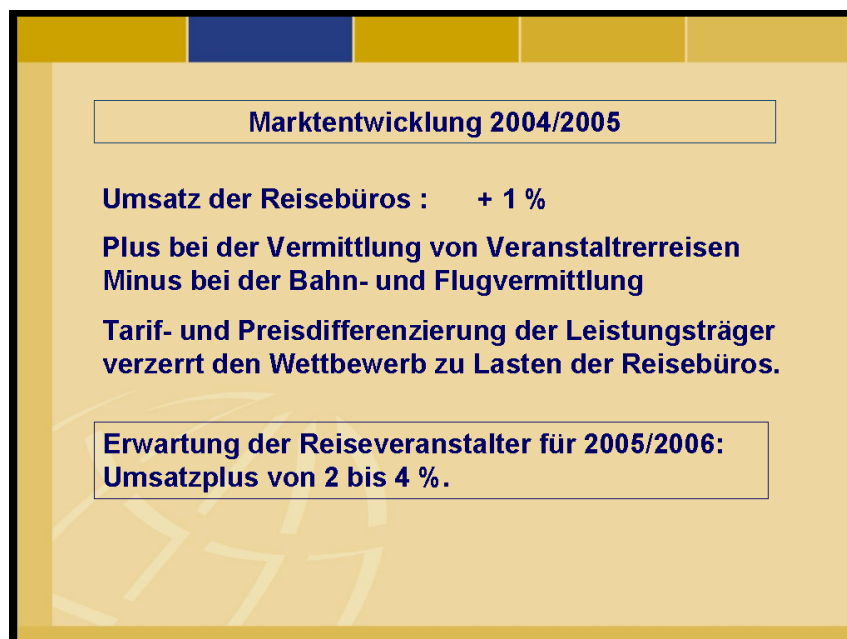 Marktentwicklung 2004/2005
Umsatz der Reisebüros : + 1 %
Plus bei der Vermittlung von Veranstaltrerreisen
Minus bei der Bahn- und Flugvermittlung
Tarif- und Preisdifferenzierung der Leistungsträger
verzerrt den Wettbewerb zu Lasten der Reisebüros.
Erwartung der Reiseveranstalter für 2005/2006:
Umsatzplus von 2 bis 4 %.